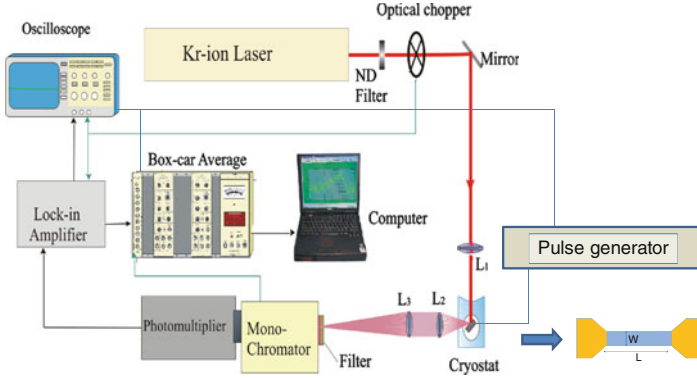 Optical chopper
Oscilloscope
Kr-ion Laser
ND
Filter
Mirror
Box-car Average
Lock-in
Amplifier
Computer
L1
Pulse generator
Photomultiplier
Mono-
Chromator
L3
L2
Filter
Cryostat
W
L